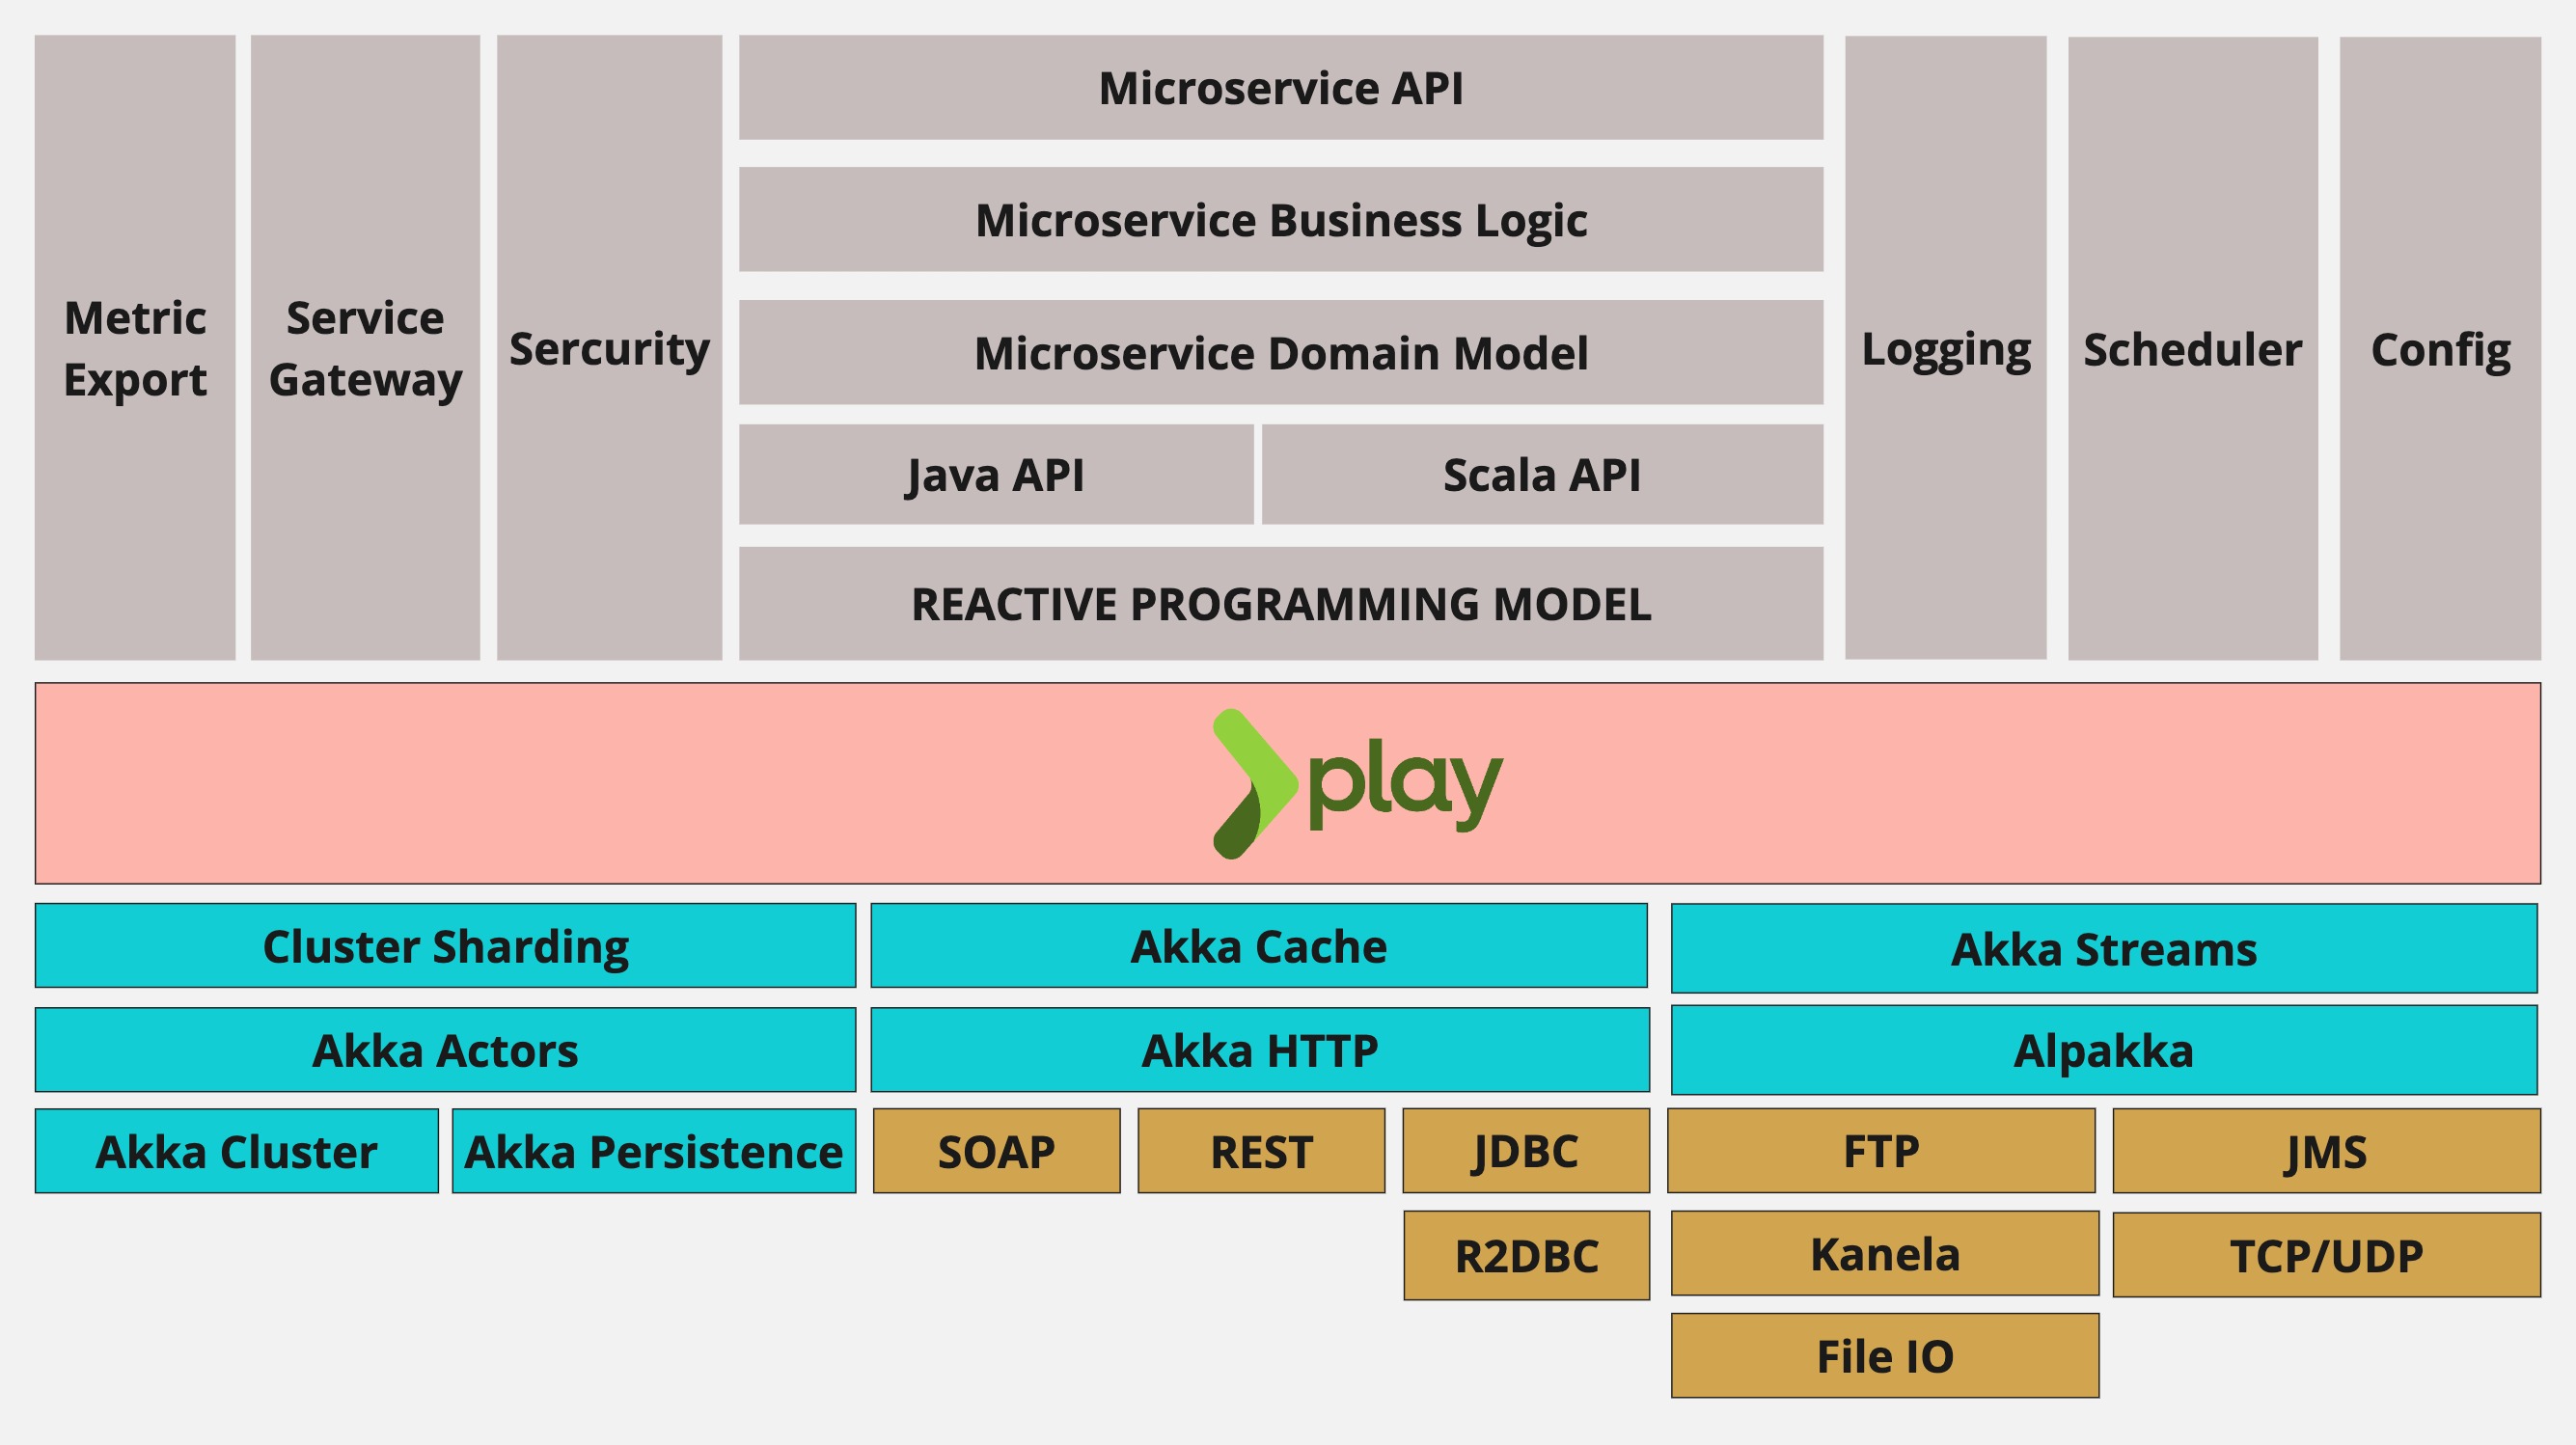 Metric
Export
Service
Gateway
Sercurity
Microservice API
Microservice Business Logic
Microservice Domain Model
Java API
Scala API
REACTIVE PROGRAMMING MODEL
Logging
Scheduler
Config
play
Cluster Sharding
Akka Cache
Akka Streams
Akka Actors
Akka HTTP
Alpakka
Akka Cluster
Akka Persistence
SOAP
REST
JDBC
FTP
JMS
R2DBC
Kanela
TCP/UDP
File IO